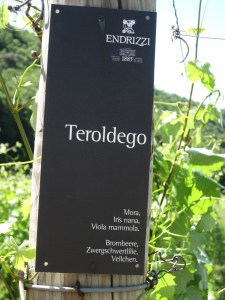 ENDRIZZI
1885
Teroldego
Mora,
Iris nana,
Viola mammola.
Brombeere,
Zwergschwertlilie,
Veilchen.